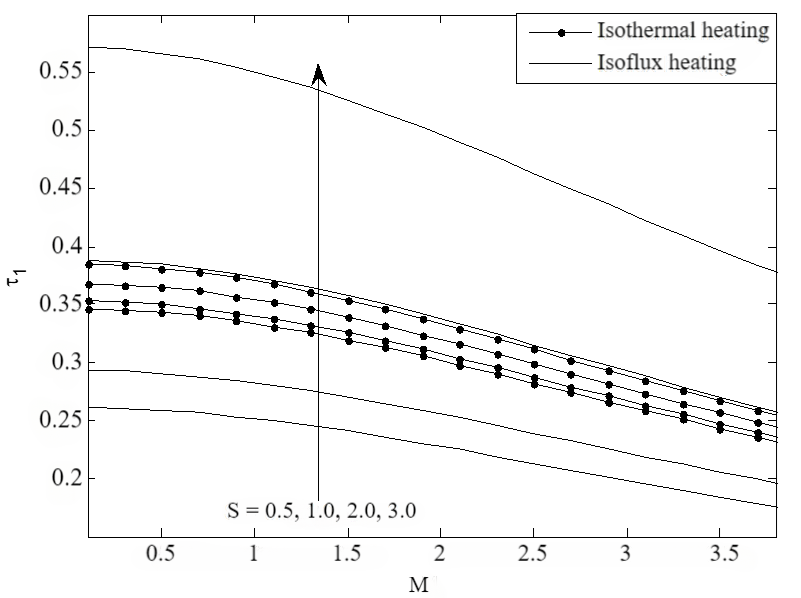 Isothermal heating
Isoflux heating
0.55
0.5
0.45
0.4
0.35
0.3
0.25
0.2
τ1
S = 0.5, 1.0, 2.0, 3.0
0.5 1 1.5 2 2.5 3 3.5
M